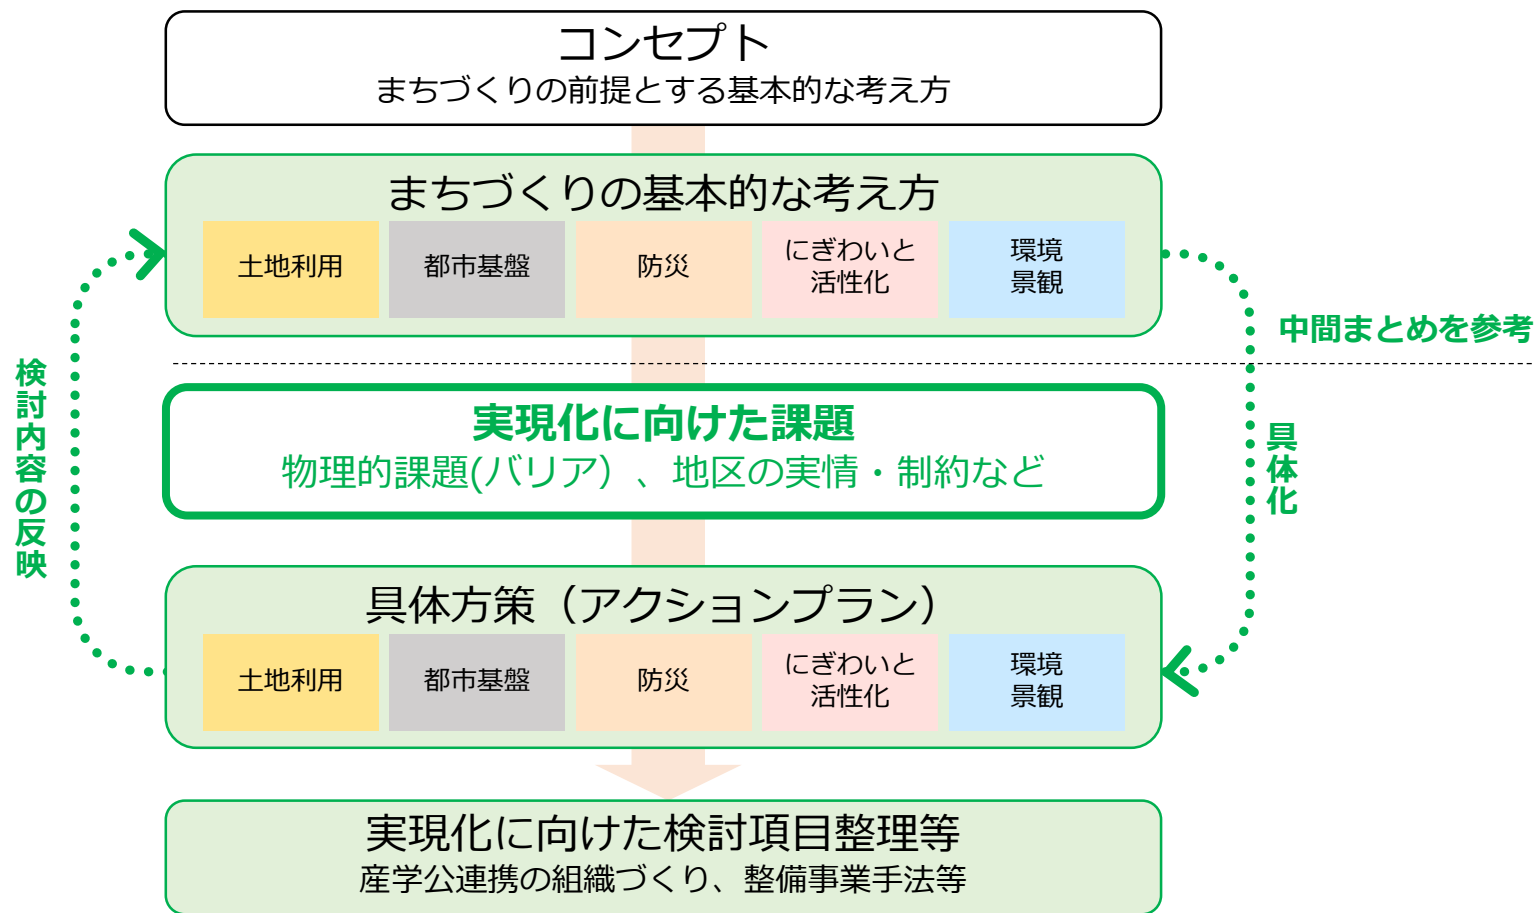 コンセプト
まちづくりの前提とする基本的な考え方
まちづくりの基本的な考え方
土地利用
都市基盤
防災
にぎわいと
活性化
環境
景観
中間まとめを参考
検討内容の反映
実現化に向けた課題
物理的課題(バリア）、地区の実情・制約など
具体化
具体方策（アクションプラン）
土地利用
都市基盤
防災
にぎわいと
活性化
環境
景観
実現化に向けた検討項目整理等
産学公連携の組織づくり、整備事業手法等